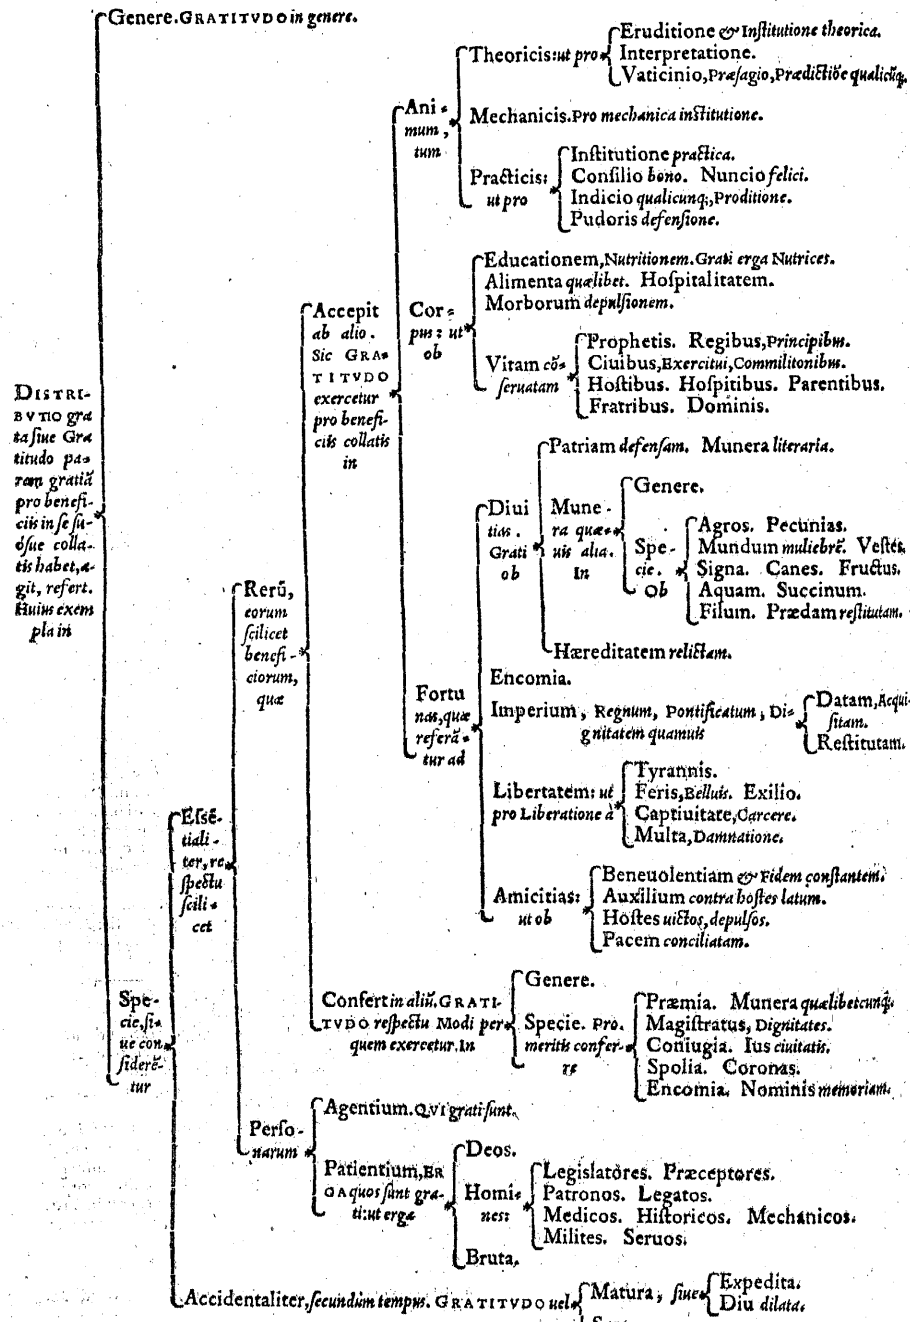 Genere. GRATITVDO in genere.
Eruditione & Inſtitutione theorica.
Theoricis: ut pro
Interpretatione.
Vaticinio, Præſagio, Prædictiõe qualicūq;
Ani-
mum,
tum
Mechanicis. Pro mechanica inſtitutione.
Practicis:
ut pro
Inſtitutione practica.
Conſilio bono. Nuncio felici.
Indicio qualicunq;, Proditione.
Pudoris defenſione.
Accepit
ab alio.
Sic GRA-
TITVDO
exercetur
pro benefi-
ciis collatis
in
Cor-
pus: ut
ob
Educationem, Nutritionem. Grati erga Nutrices.
Alimenta quælibet. Hoſpitalitatem.
Morborum depulſionem.
Vitam cõ-
ſeruatam
Prophetis. Regibus, Principibus.
Ciuibus, Exercitui, Commilitonibus.
Hoſtibus. Hoſpitibus. Parentibus.
Fratribus. Dominis.
DISTRI-
BVTIO gra
ta ſiue Gra
titudo pa-
rem gratiã
pro benefi-
ciis in ſe ſu-
óſue colla-
tis habet, a-
git, refert.
Huius exem
pla in
Patriam defenſam. Munera literaria.
Diui
tias.
Grati
ob
Mune-
ra quæ-
uis alia.
In
Genere.
Spe-
cie.
Ob
Agros. Pecunias.
Mundum muliebrē. Veſtes.
Signa. Canes. Fructus.
Aquam. Succinum.
Filum. Prædam reſtitutam.
Hæreditatem relictam.
Rerũ,
eorum
ſcilicet
benefi-
ciorum,
quæ
Fortu
nas, quæ
referã-
tur ad
Encomia.
Imperium, Regnum, Pontificatum, Di-
gnitatem quamuis
Datam, Acqui-
ſitam.
Reſtitutam.
Libertatem: ut
pro Liberatione à
Tyrannis.
Feris, Belluis. Exilio.
Captiuitate, Carcere.
Multa, Damnatione.
Eſſē-
tiali-
ter, re
ſpectu
ſcili-
cet
Amicitias:
ut ob
Beneuolentiam & Fidem conſtantem.
Auxilium contra hoſtes latum.
Hoſtes uictos, depulſos.
Pacem conciliatam.
Spe-
cie, ſi-
ue con
ſiderē-
tur
Confert in aliũ. GRATI-
TVDO reſpectu Modi per
quem exercetur. In
Genere.
Specie. Pro
meritis confer-
re
Præmia. Munera quælibetcunq;.
Magiſtratus, Dignitates.
Coniugia. Ius ciuitatis.
Spolia. Coronas.
Encomia. Nominis memoriam.
Perſo-
narum
Agentium. QVI grati ſunt.
Patientium, ER
GA quos ſunt gra-
ti: ut erga
Deos.
Homi-
nes:
Legiſlatores. Præceptores.
Patronos. Legatos.
Medicos. Hiſtoricos. Mechanicos.
Milites. Seruos.
Bruta.
Accidentaliter, ſecundùm tempus. GRATITVDO uel
Matura, ſiue
Expedita.
Diu dilata.